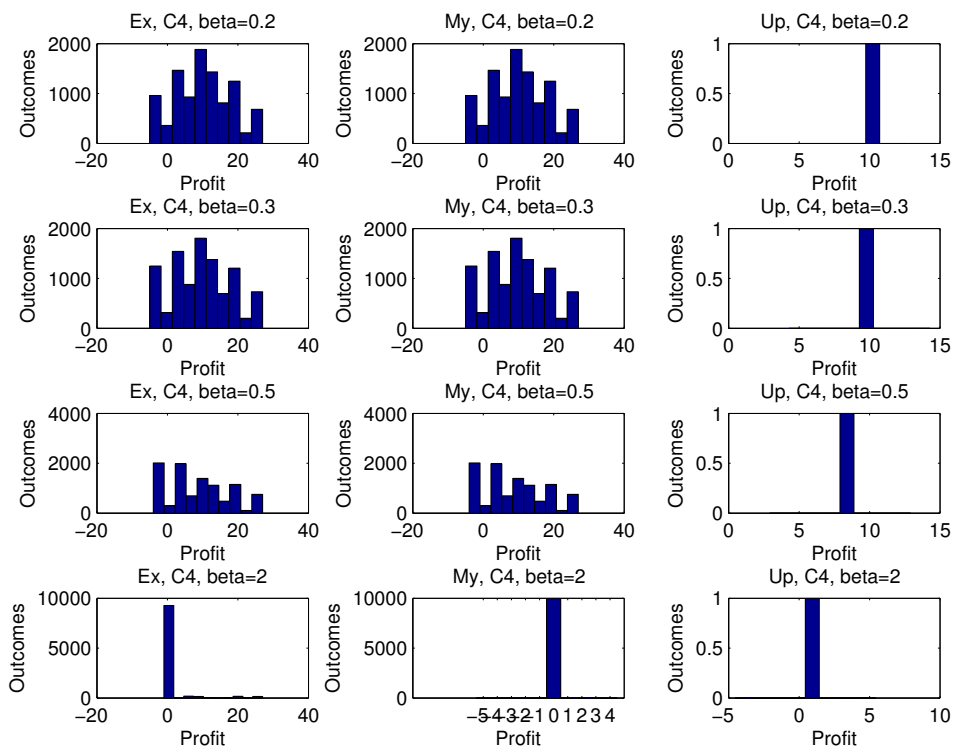 Ex, C4, beta=0.2
My, C4, beta=0.2
Up, C4, beta=0.2
Outcomes
2000
1000
0
−20 0 20 40
Profit
Outcomes
2000
1000
0
−20 0 20 40
Profit
Outcomes
1
0.5
0
0 5 10 15
Profit
Ex, C4, beta=0.3
My, C4, beta=0.3
Up, C4, beta=0.3
Outcomes
2000
1000
0
−20 0 20 40
Profit
Outcomes
2000
1000
0
−20 0 20 40
Profit
Outcomes
1
0.5
0
0 5 10 15
Profit
Ex, C4, beta=0.5
My, C4, beta=0.5
Up, C4, beta=0.5
Outcomes
4000
2000
0
−20 0 20 40
Profit
Outcomes
4000
2000
0
−20 0 20 40
Profit
Outcomes
1
0.5
0
0 5 10 15
Profit
Ex, C4, beta=2
My, C4, beta=2
Up, C4, beta=2
Outcomes
10000
5000
0
−20 0 20 40
Profit
Outcomes
10000
5000
0
−5−4−3−2−1 0 1 2 3 4
Profit
Outcomes
1
0.5
0
−5 0 5 10
Profit